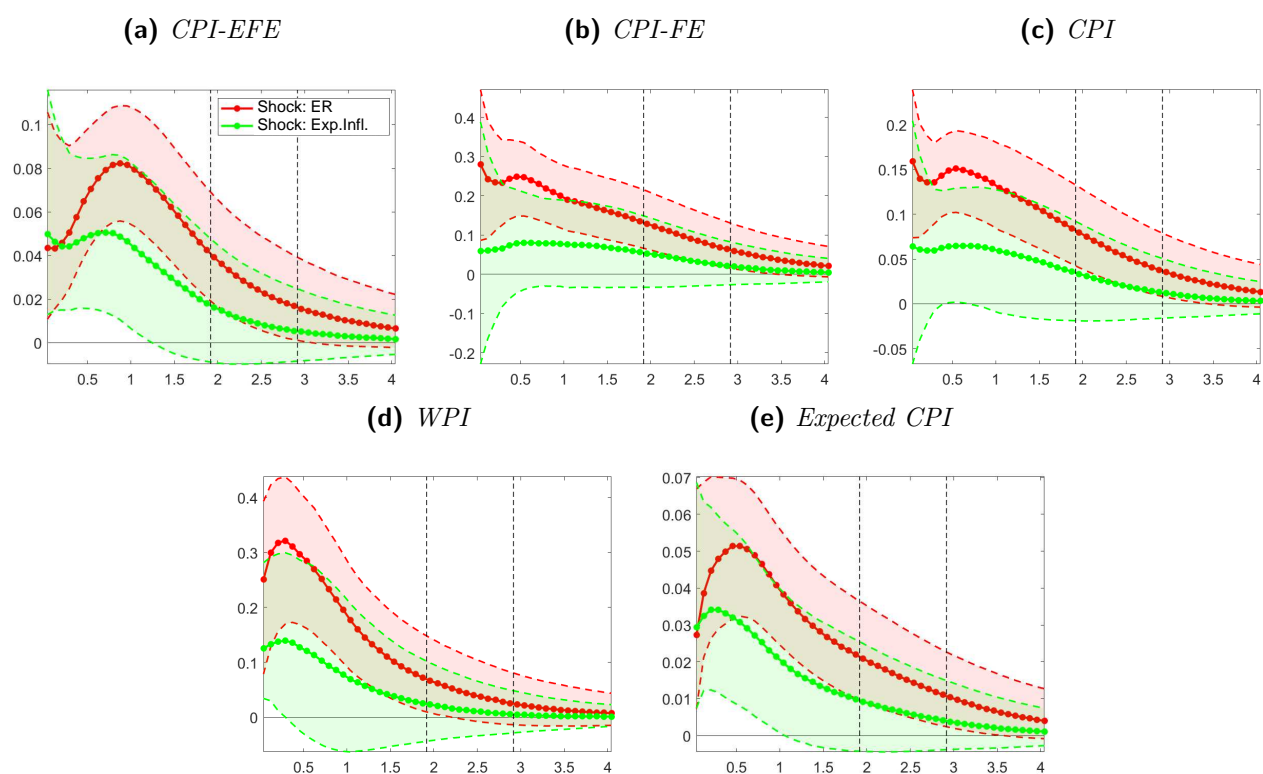 (a) CPI-EFE
(b) CPI-FE
(c) CPI
Shock: ER
Shock: Exp.Infl.
0.1
0.08
0.06
0.04
0.02
0
0.5 1 1.5 2 2.5 3 3.5 4
0.4
0.3
0.2
0.1
0
-0.1
-0.2
0.5 1 1.5 2 2.5 3 3.5 4
0.2
0.15
0.1
0.05
0
-0.05
0.5 1 1.5 2 2.5 3 3.5 4
(d) WPI
(e) Expected CPI
0.4
0.3
0.2
0.1
0
0.5 1 1.5 2 2.5 3 3.5 4
0.07
0.06
0.05
0.04
0.03
0.02
0.01
0
0.5 1 1.5 2 2.5 3 3.5 4